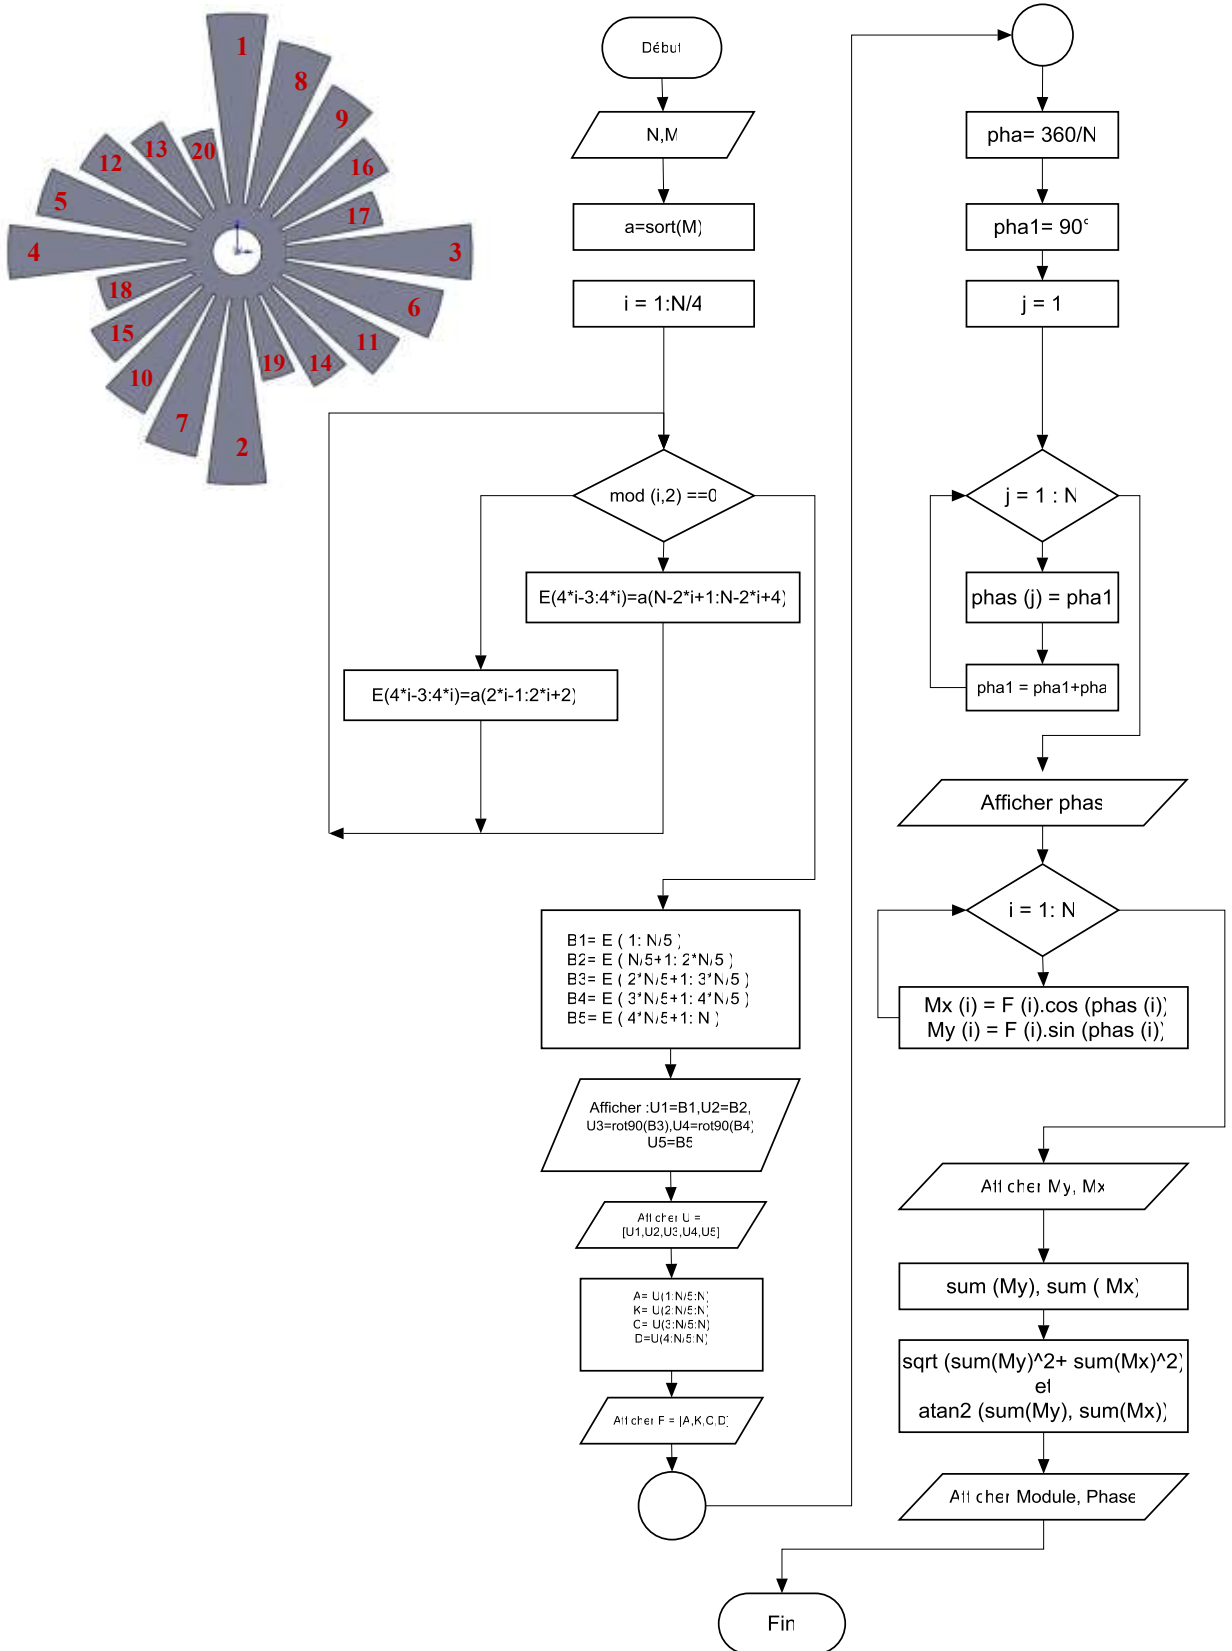 1
8
9
16
17
3
6
11
14
19
2
7
10
15
18
4
5
12
13
20
Début
N,M
a=sort(M)
i = 1:N/4
mod (i,2) ==0
E(4*i-3:4*i)=a(N-2*i+1:N-2*i+4)
E(4*i-3:4*i)=a(2*i-1:2*i+2)
B1= E ( 1: N/5 )
B2= E ( N/5+1: 2*N/5 )
B3= E ( 2*N/5+1: 3*N/5 )
B4= E ( 3*N/5+1: 4*N/5 )
B5= E ( 4*N/5+1: N )
Afficher :U1=B1,U2=B2,
U3=rot90(B3),U4=rot90(B4)
U5=B5
Afficher U =
[U1,U2,U3,U4,U5]
A= U(1:N/5:N)
K= U(2:N/5:N)
C= U(3:N/5:N)
D=U(4:N/5:N)
Afficher F = [A,K,C,D]
pha= 360/N
pha1= 90°
j = 1
j = 1 : N
phas (j) = pha1
pha1 = pha1+pha
Afficher phas
i = 1: N
Mx (i) = F (i).cos (phas (i))
My (i) = F (i).sin (phas (i))
Afficher My, Mx
sum (My), sum ( Mx)
sqrt (sum(My)^2+ sum(Mx)^2)
et
atan2 (sum(My), sum(Mx))
Afficher Module, Phase
Fin